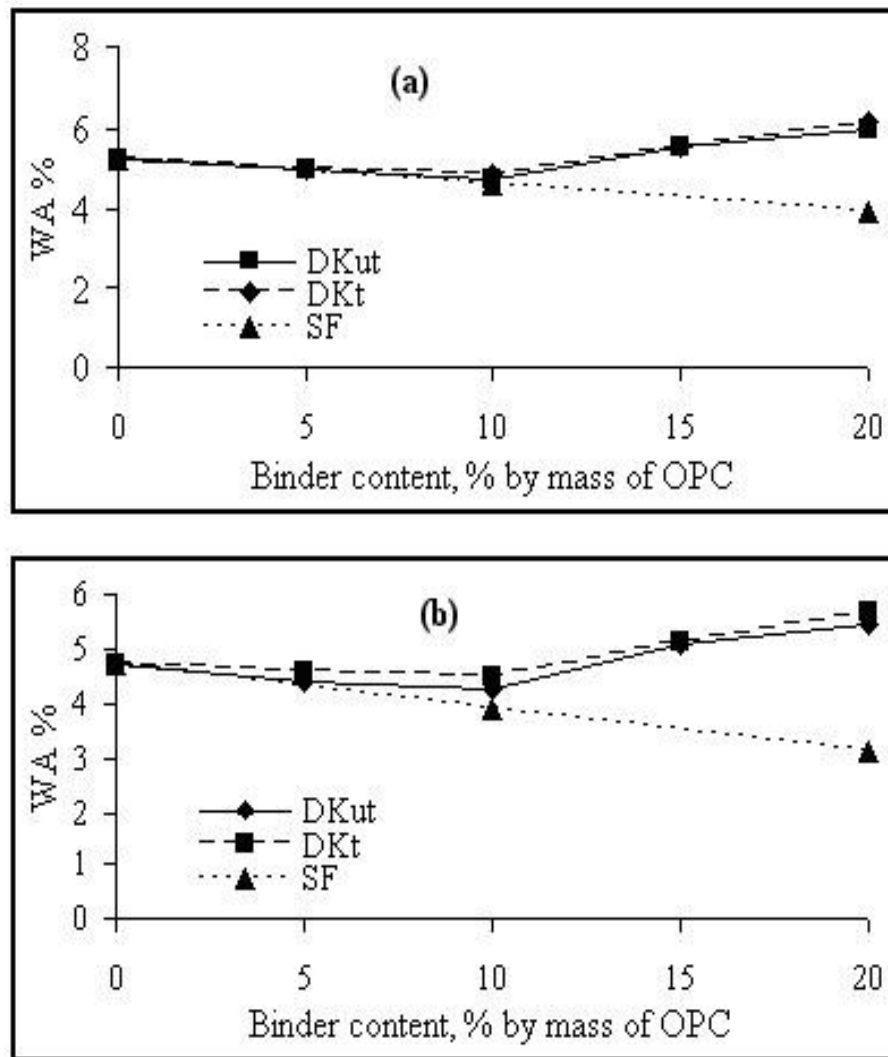 (a)
8
6
4
2
0
WA %
DKut
DKt
SF
0 5 10 15 20
Binder content, % by mass of OPC
(b)
6
5
4
3
2
1
0
WA %
DKut
DKt
SF
0 5 10 15 20
Binder content, % by mass of OPC